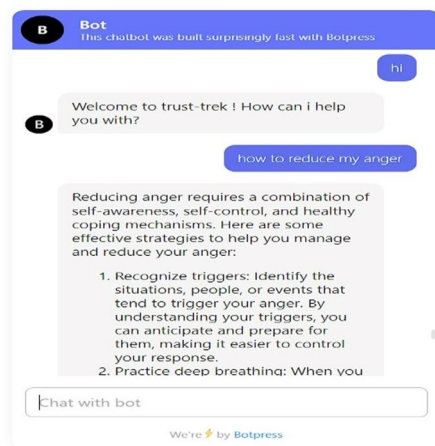 B
Bot
This chatbot was built surprisingly fast with Botpress
hi
Welcome to trust-trek ! How can i help
you with?
B
how to reduce my anger
Reducing anger requires a combination of
self-awareness, self-control, and healthy
coping mechanisms. Here are some
effective strategies to help you manage
and reduce your anger:
1. Recognize triggers: Identify the
situations, people, or events that
tend to trigger your anger. By
understanding your triggers, you
can anticipate and prepare for
them, making it easier to control
your response.
2. Practice deep breathing: When you
Chat with bot
We're ⚡ by Botpress